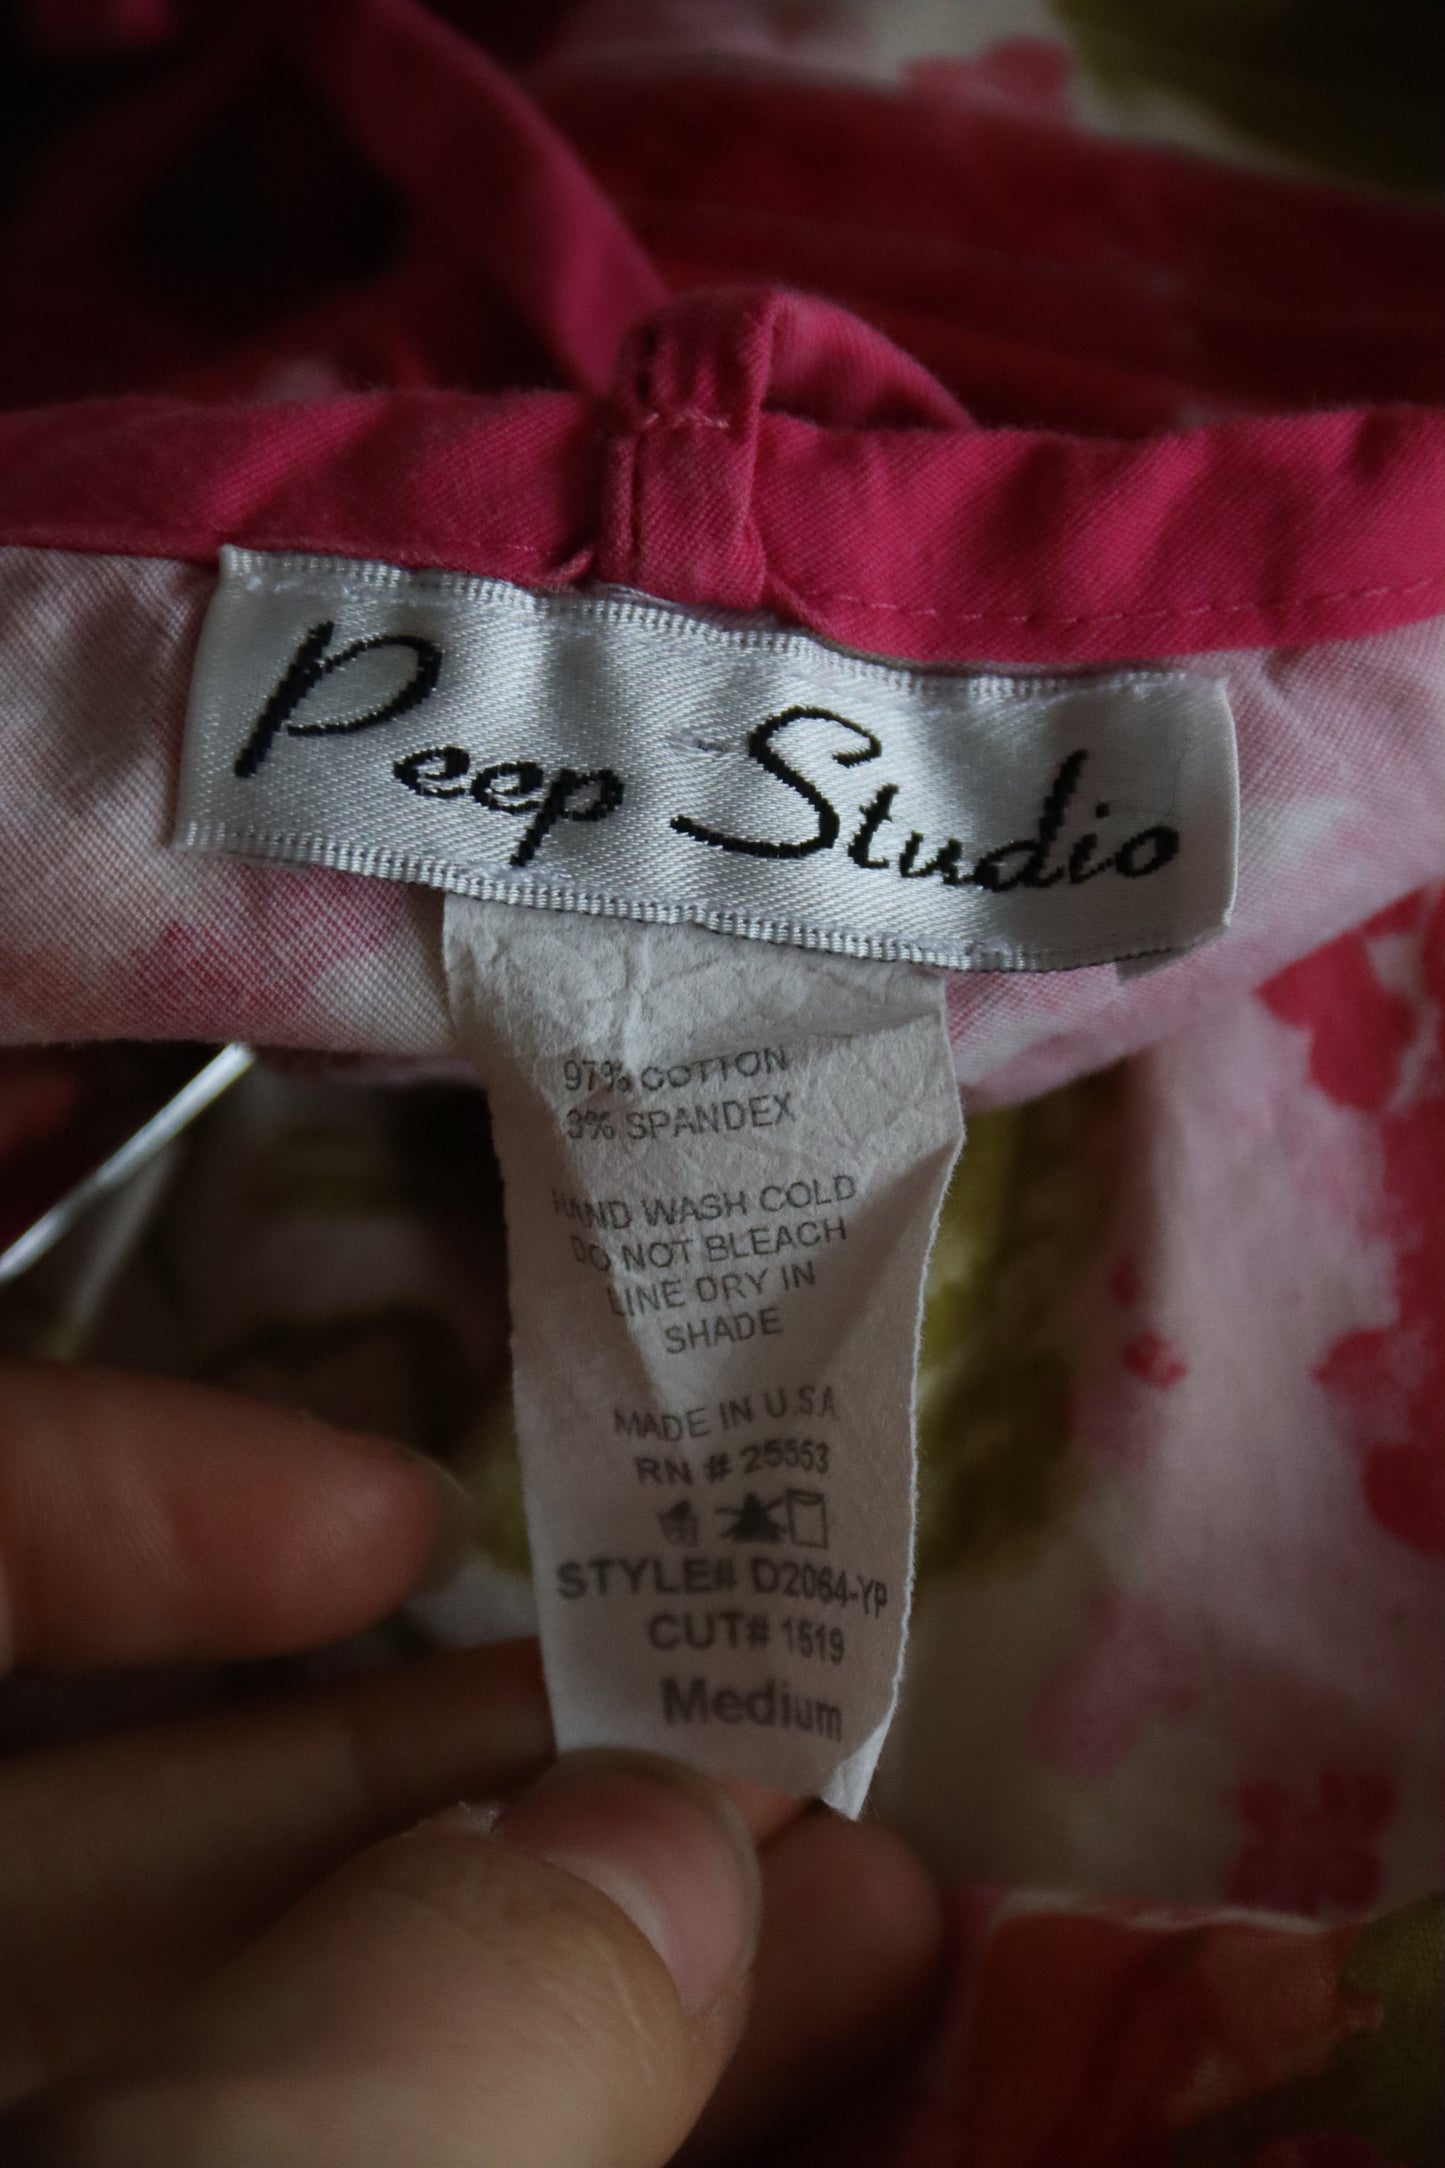 Peep Studio
97% COTTON
3% SPANDEX
HAND WASH COLD
DO NOT BLEACH
LINE DRY IN
SHADE
MADE IN U.S.A
RN # 25553
STYLE# D2064-YP
CUT# 1519
Medium